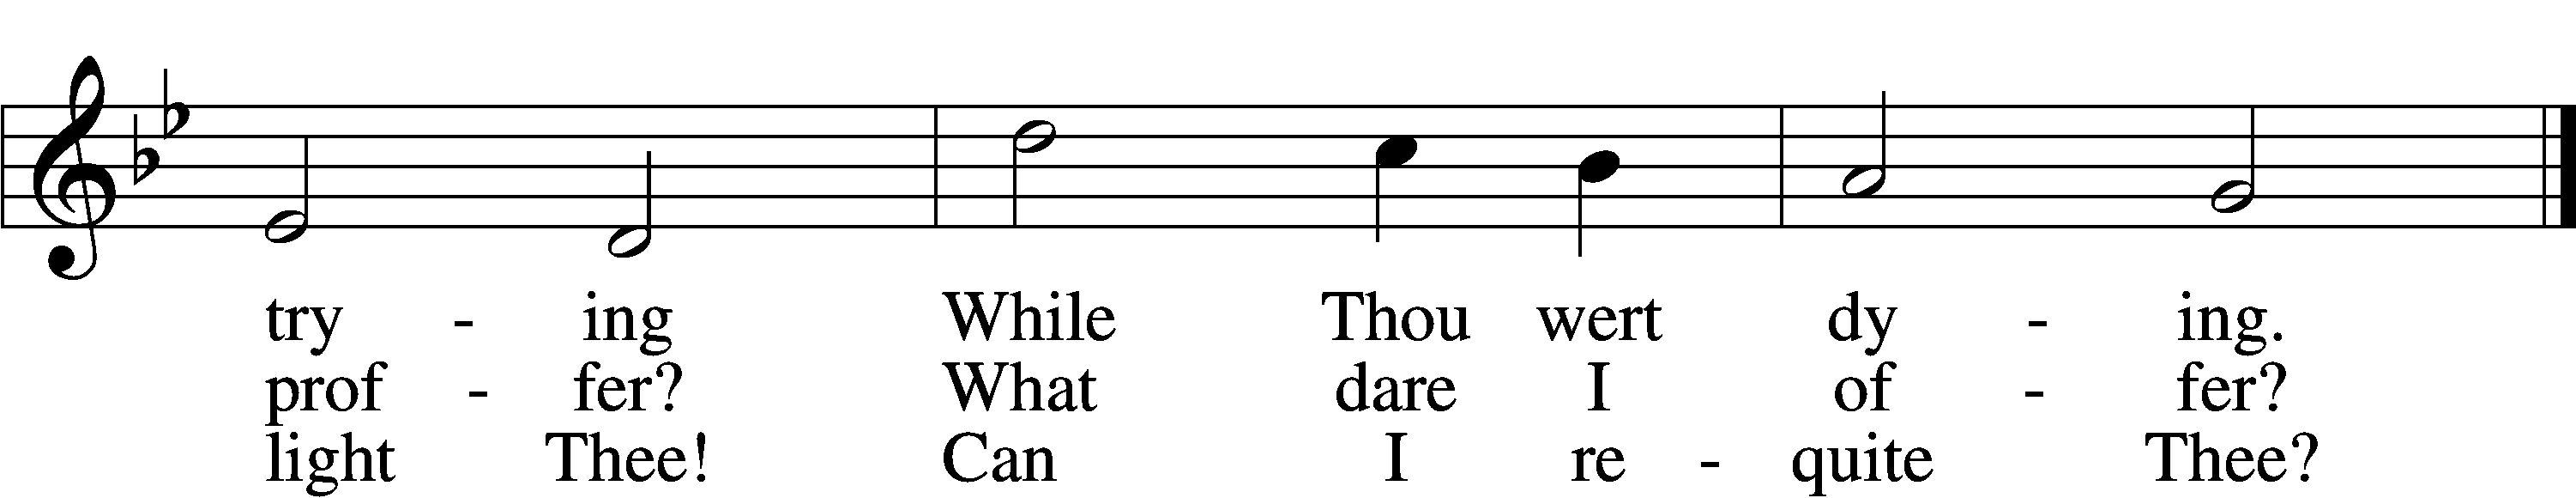 try - ing While Thou wert dy - ing.
prof - fer? What dare I of - fer?
light Thee! Can I re - quite Thee?